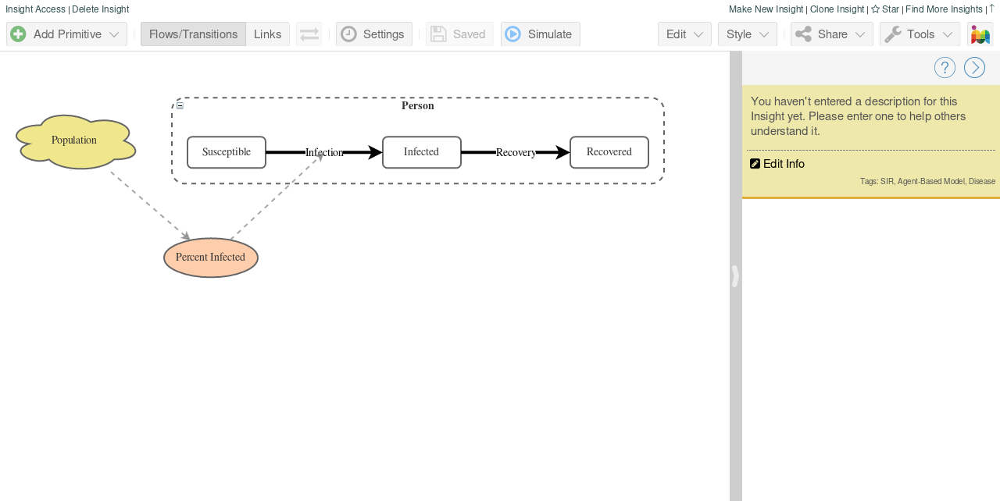 Insight Access | Delete Insight
Make New Insight | Clone Insight | Star | Find More Insights | ↑
Add Primitive
Flows/Transitions
Links
Settings
Saved
Simulate
Edit
Style
Share
Tools
?
You haven't entered a description for this
Insight yet. Please enter one to help others
understand it.
Edit Info
Tags: SIR, Agent-Based Model, Disease
Person
Population
Susceptible
Infection
Infected
Recovery
Recovered
Percent Infected